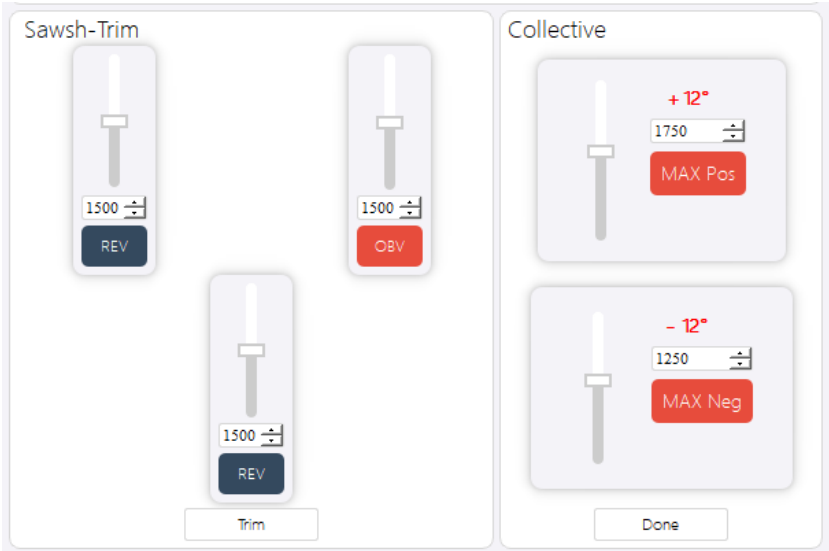 Sawsh-Trim
1500
REV
1500
OBV
1500
REV
Trim
Collective
+ 12°
1750
MAX Pos
- 12°
1250
MAX Neg
Done